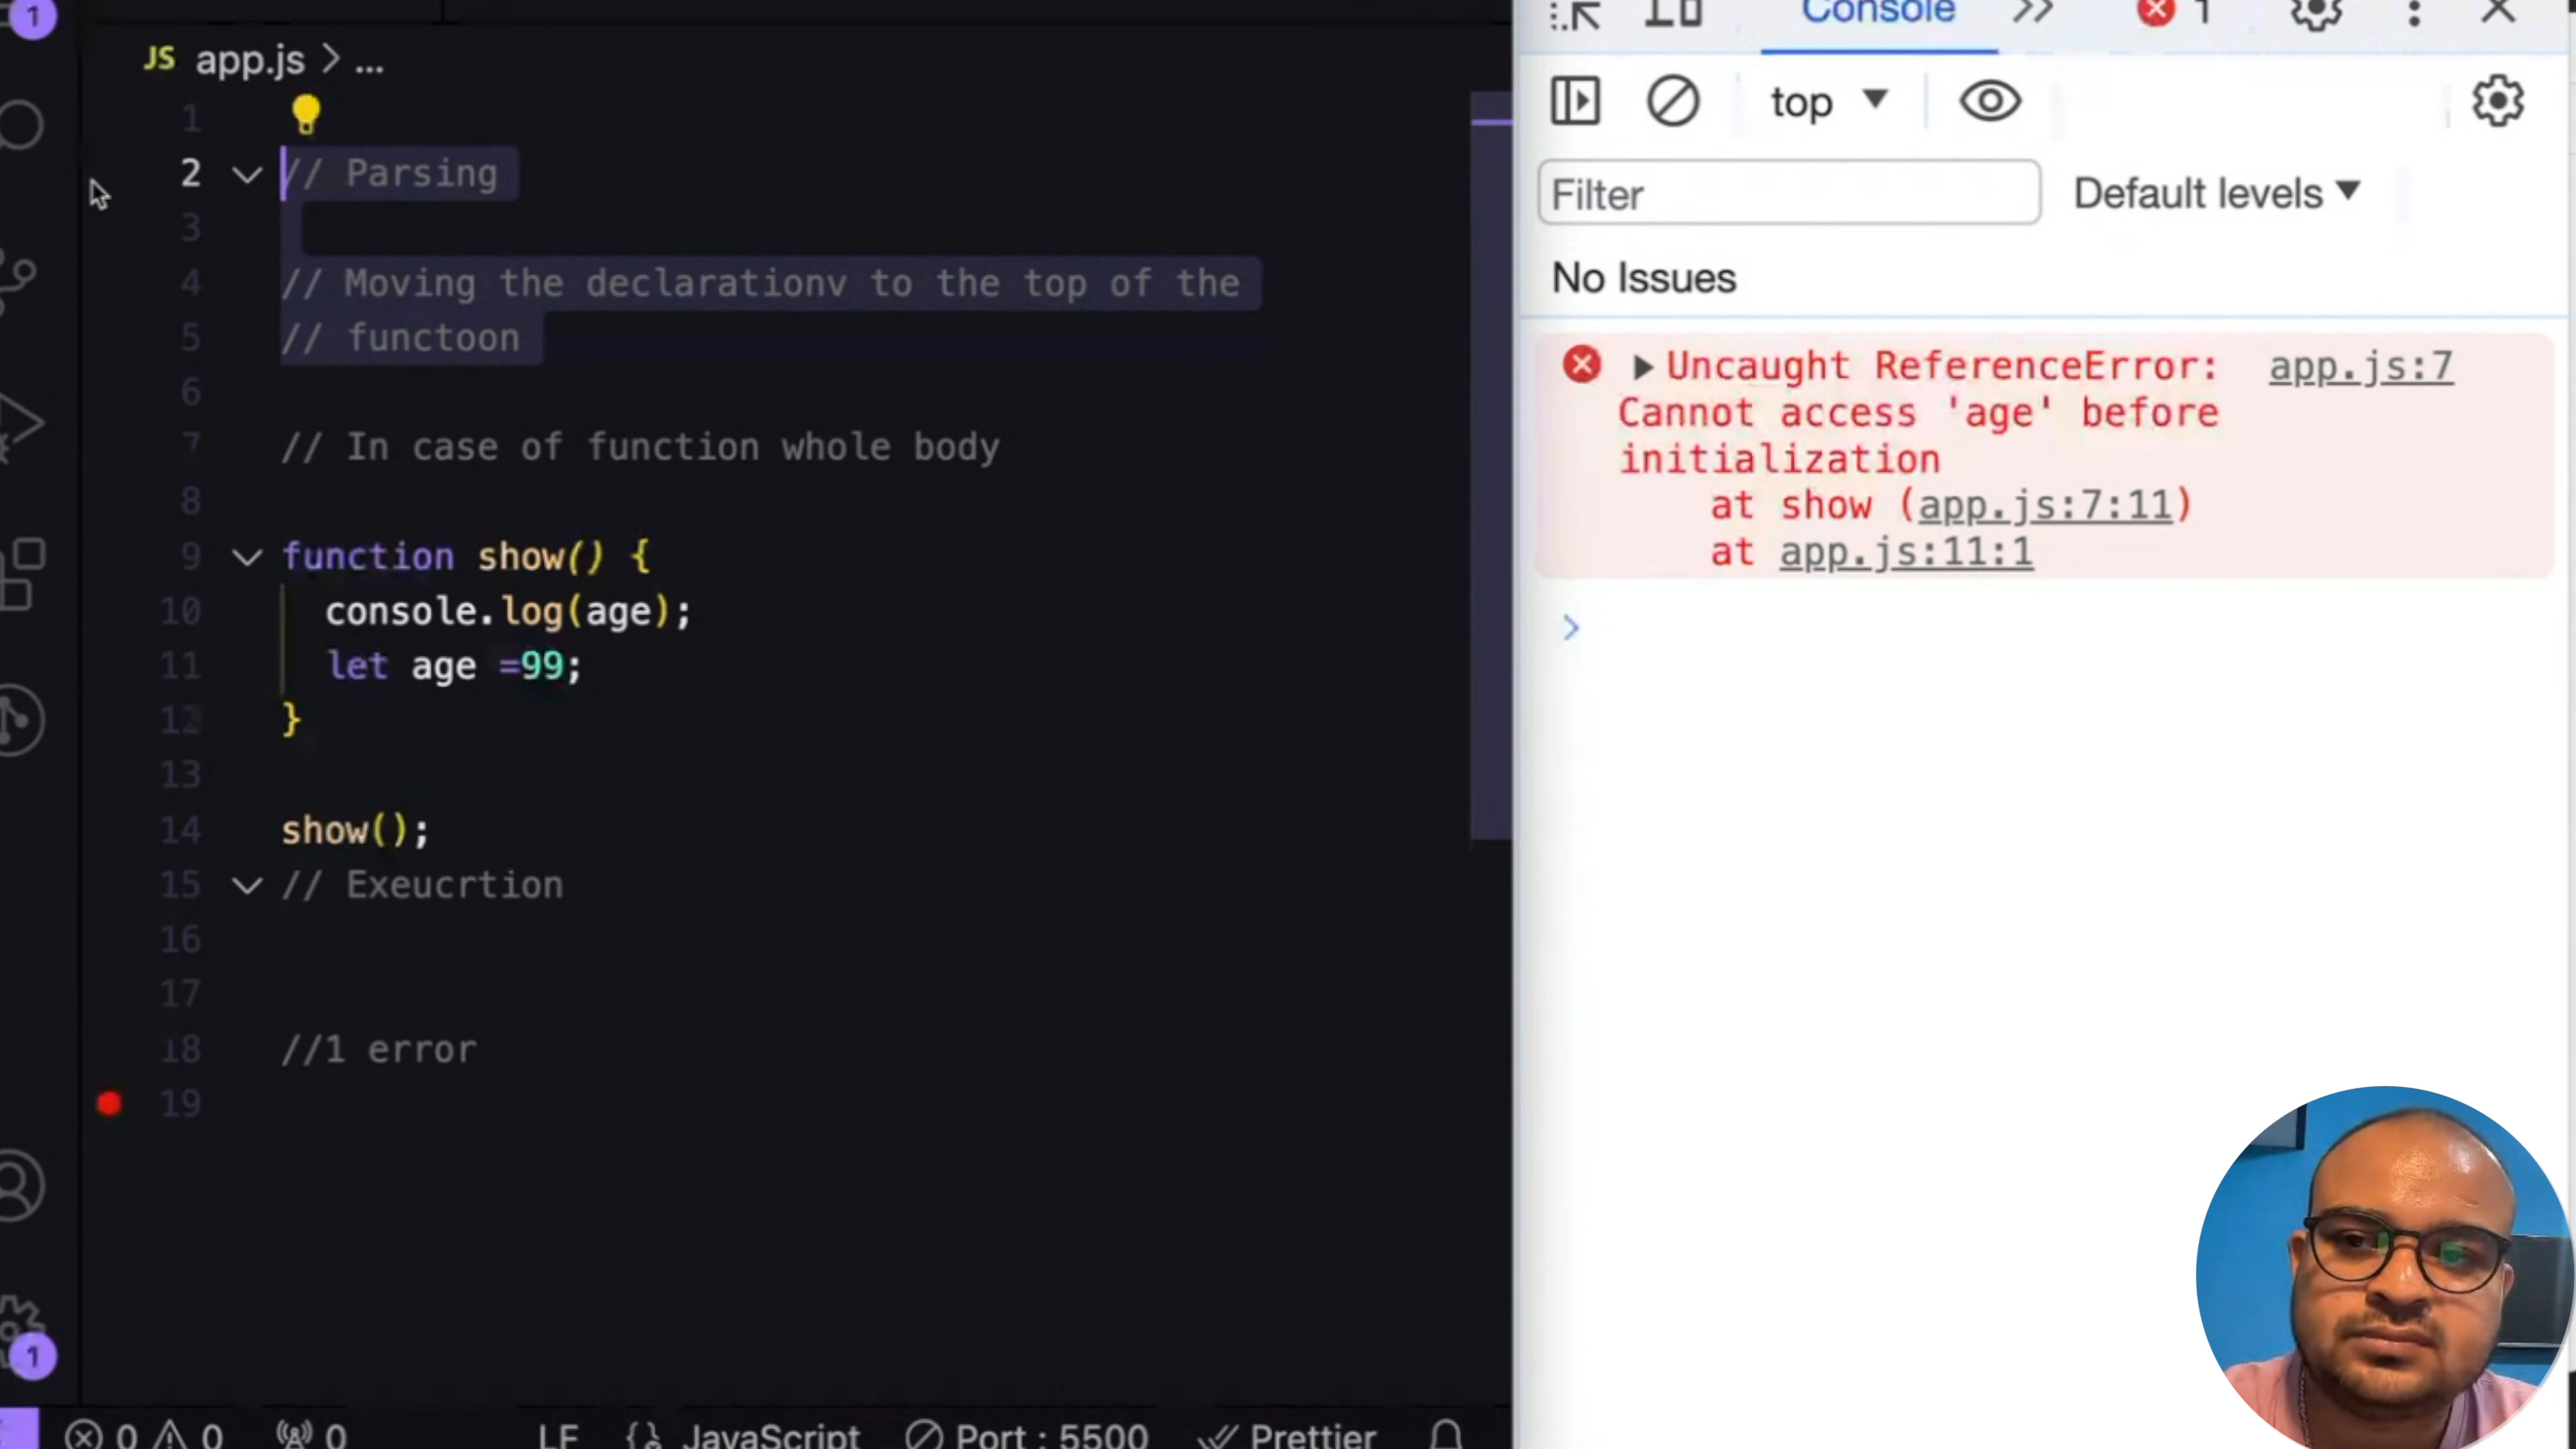 1
JS app.js > ...
1
2 // Parsing
3
4 // Moving the declarationv to the top of the
5 // functoon
6
7 // In case of function whole body
8
9 function show() {
10 console.log(age);
11 let age =99;
12 }
13
14 show();
15 // Exeucrtion
16
17
18 //1 error
19
1
0 0 0 LF JavaScript Port : 5500 Prettier
Console 1
top
Filter Default levels
No Issues
Uncaught ReferenceError: app.js:7
Cannot access 'age' before
initialization
at show (app.js:7:11)
at app.js:11:1